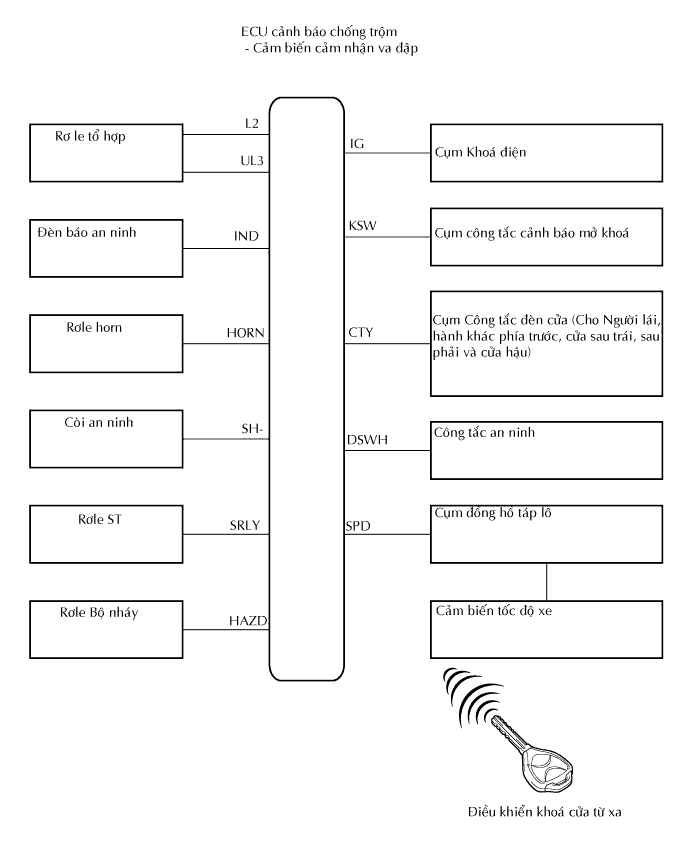 ECU cảnh báo chống trộm
- Cảm biến cảm nhận va đập
Rơ le tổ hợp
L2
UL3
Đèn báo an ninh
IND
Rơle horn
HORN
Còi an ninh
SH-
Rơle ST
SRLY
Rơle Bộ nháy
HAZD
IG
Cụm Khoá điện
KSW
Cụm công tắc cảnh báo mở khoá
CTY
Cụm Công tắc đèn cửa (Cho Người lái,
hành khác phía trước, cửa sau trái, sau
phải và cửa hậu)
DSWH
Công tắc an ninh
SPD
Cụm đồng hồ táp lô
Cảm biến tốc độ xe
Điều khiển khoá cửa từ xa